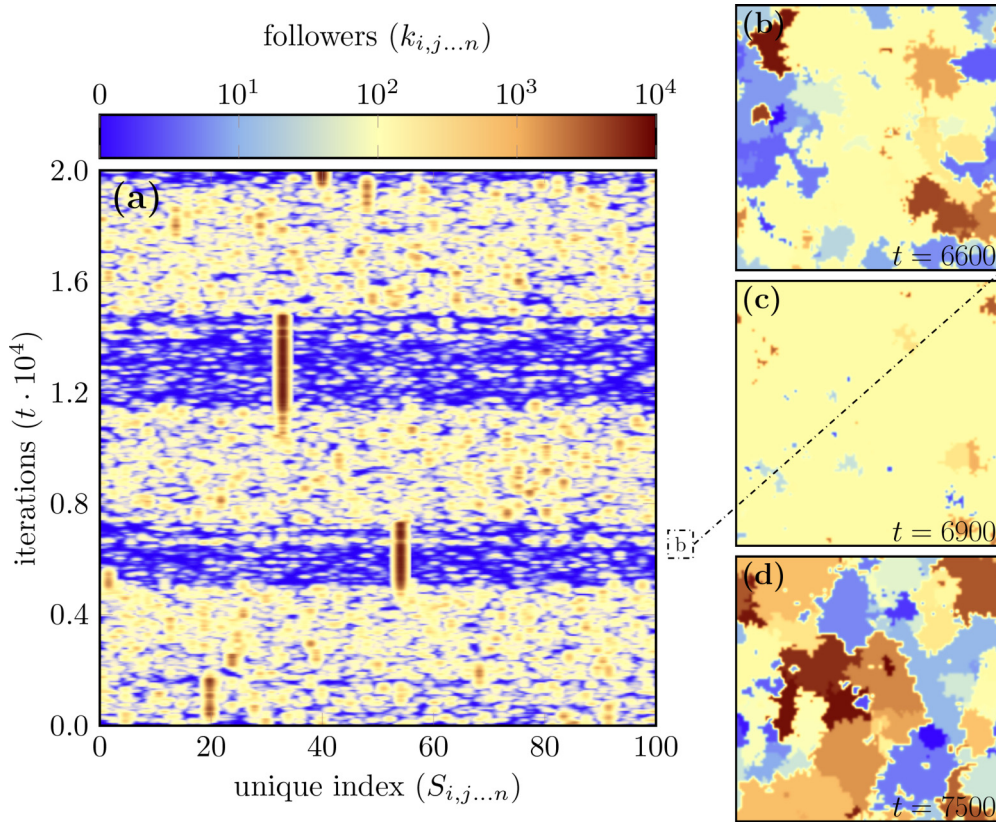 followers (k_{i,j...n})
0 10^1 10^2 10^3 10^4
(a)
2.0
1.6
1.2
0.8
0.4
0.0
iterations (t · 10^4)
0 20 40 60 80 100
unique index (S_{i,j...n})
b
(b)
t = 6600
(c)
t = 6900
(d)
t = 7500